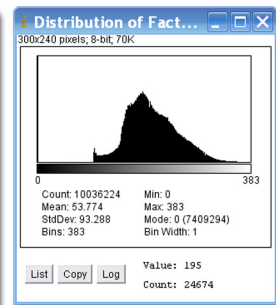 Distribution of Fact...
300x240 pixels; 8-bit; 70K
0 383
Count: 10036224 Min: 0
Mean: 53.774 Max: 383
StdDev: 93.288 Mode: 0 (7409294)
Bins: 383 Bin Width: 1
List Copy Log Value: 195
Count: 24674